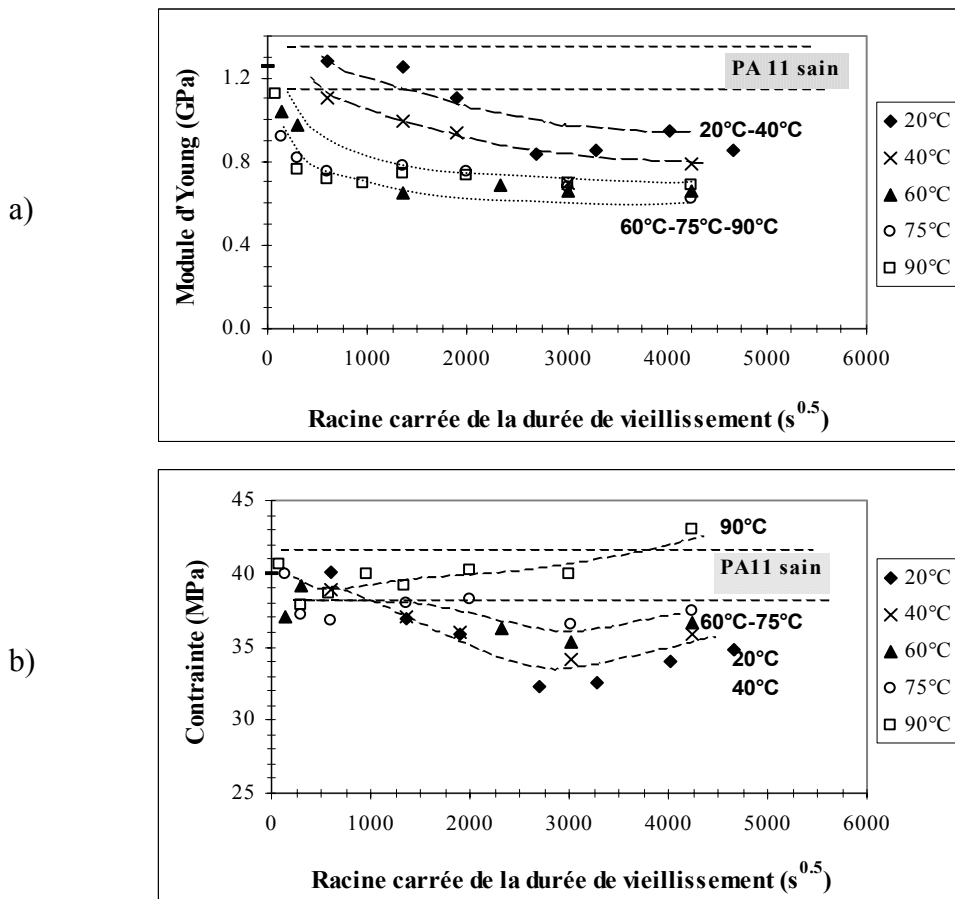 a)
Module d'Young (GPa)
1.2
0.8
0.4
0.0
0 1000 2000 3000 4000 5000 6000
Racine carrée de la durée de vieillissement (s^0.5)
PA 11 sain
20°C-40°C
60°C-75°C-90°C
20°C
40°C
60°C
75°C
90°C
b)
Contrainte (MPa)
45
40
35
30
25
0 1000 2000 3000 4000 5000 6000
Racine carrée de la durée de vieillissement (s^0.5)
90°C
PA11 sain
60°C-75°C
20°C
40°C
20°C
40°C
60°C
75°C
90°C